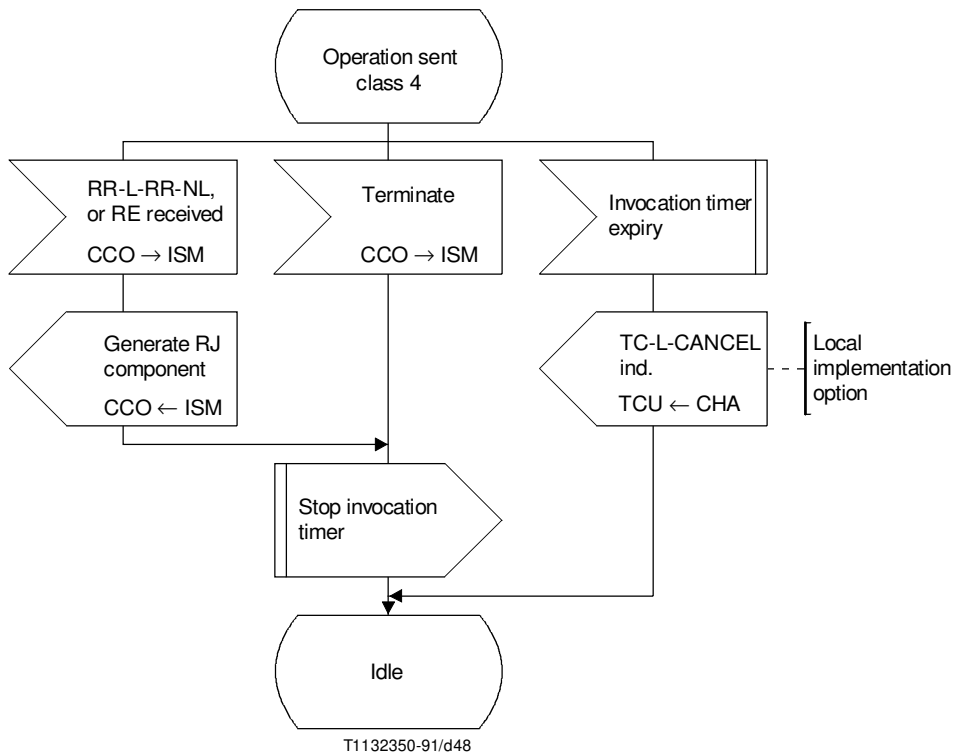 Operation sent
class 4
RR-L-RR-NL,
or RE received
CCO → ISM
Terminate
CCO → ISM
Invocation timer
expiry
Generate RJ
component
CCO ← ISM
TC-L-CANCEL
ind.
TCU ← CHA
Local
implementation
option
Stop invocation
timer
Idle
T1132350-91/d48